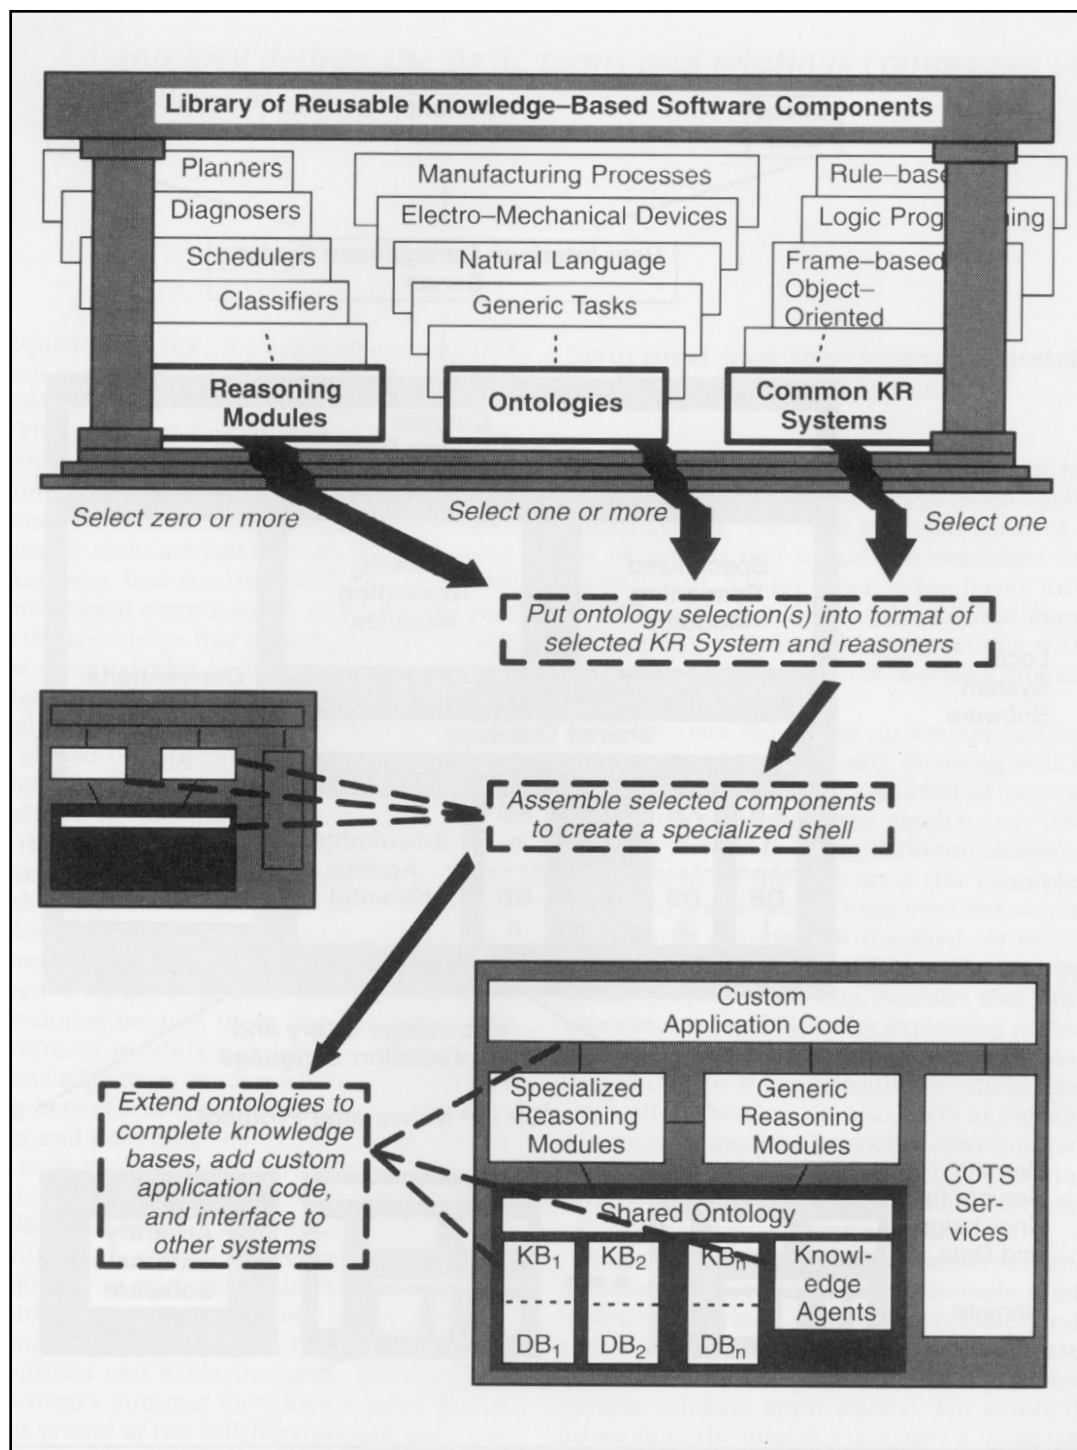 Library of Reusable Knowledge–Based Software Components
Planners
Diagnosers
Schedulers
Classifiers
Reasoning
Modules
Manufacturing Processes
Electro–Mechanical Devices
Natural Language
Generic Tasks
Ontologies
Rule–base
Logic Programming
Frame–based
Object–
Oriented
Common KR
Systems
Select zero or more
Select one or more
Select one
Put ontology selection(s) into format of
selected KR System and reasoners
Assemble selected components
to create a specialized shell
Extend ontologies to
complete knowledge
bases, add custom
application code,
and interface to
other systems
Custom
Application Code
Specialized
Reasoning
Modules
Generic
Reasoning
Modules
COTS
Ser-
vices
Shared Ontology
KB1 KB2 KBn
Knowl-
edge
Agents
DB1 DB2 DBn